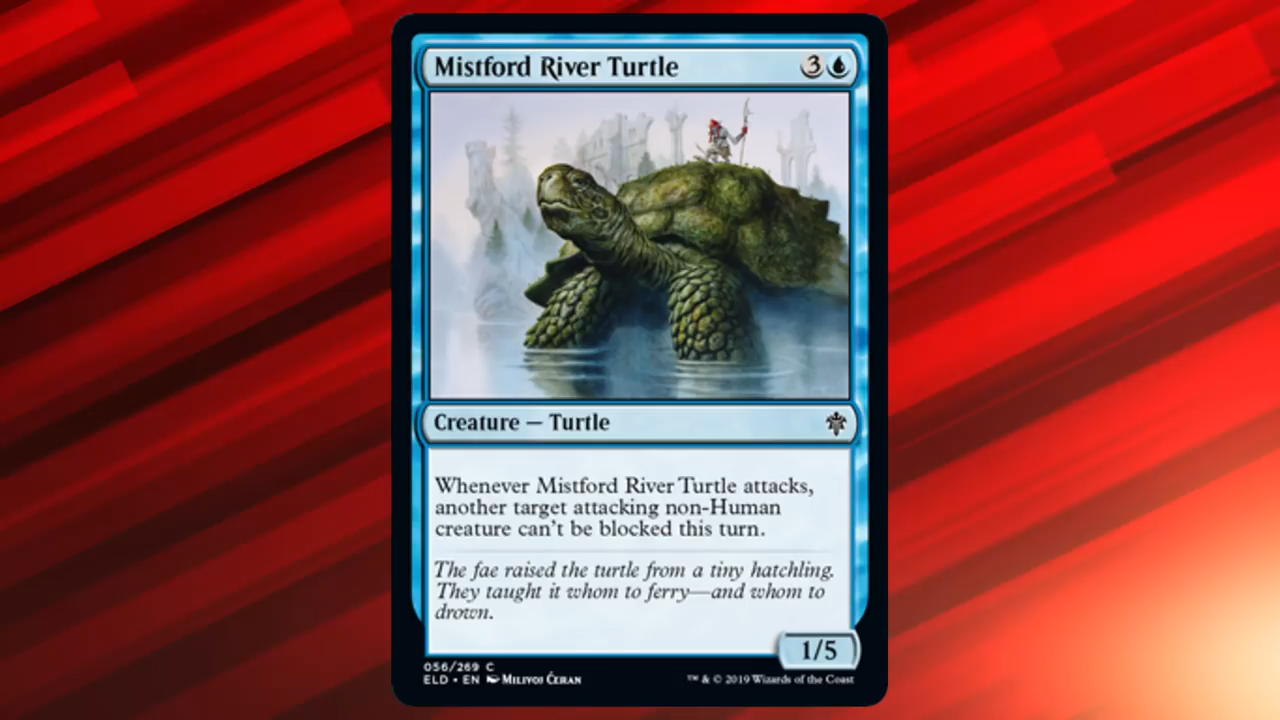 Mistford River Turtle 3
Creature — Turtle
Whenever Mistford River Turtle attacks,
another target attacking non-Human
creature can't be blocked this turn.
The fae raised the turtle from a tiny hatchling.
They taught it whom to ferry—and whom to
drown.
1/5
056/269 C
ELD • EN Milivoj Ćeran
™ & © 2019 Wizards of the Coast